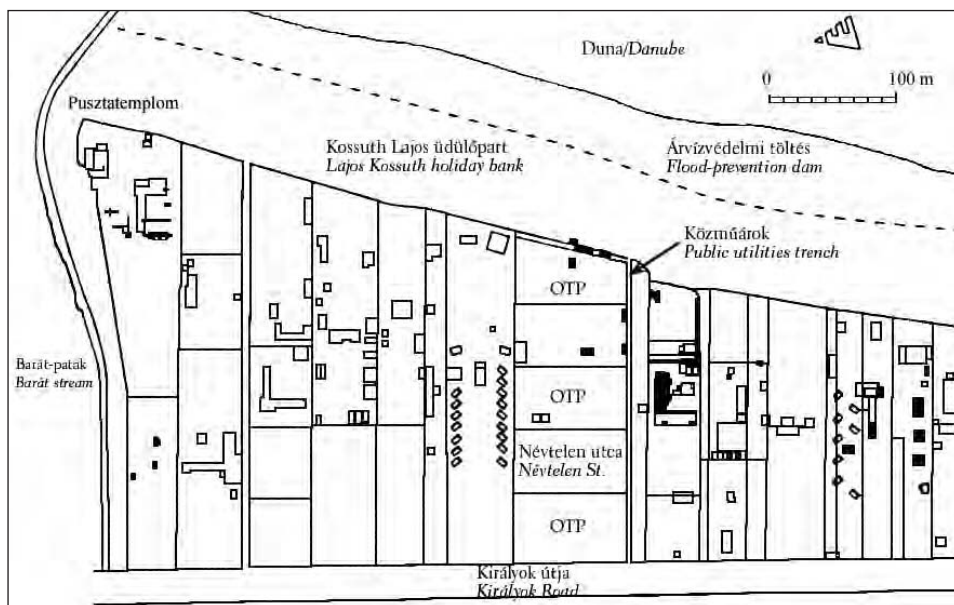 Duna/Danube
0 100 m
Pusztatemplom
Kossuth Lajos üdülőpart
Lajos Kossuth holiday bank
Árvízvédelmi töltés
Flood-prevention dam
Közműárok
Public utilities trench
OTP
Barát-patak
Barát stream
OTP
Névtelen utca
Névtelen St.
OTP
Királyok útja
Királyok Road